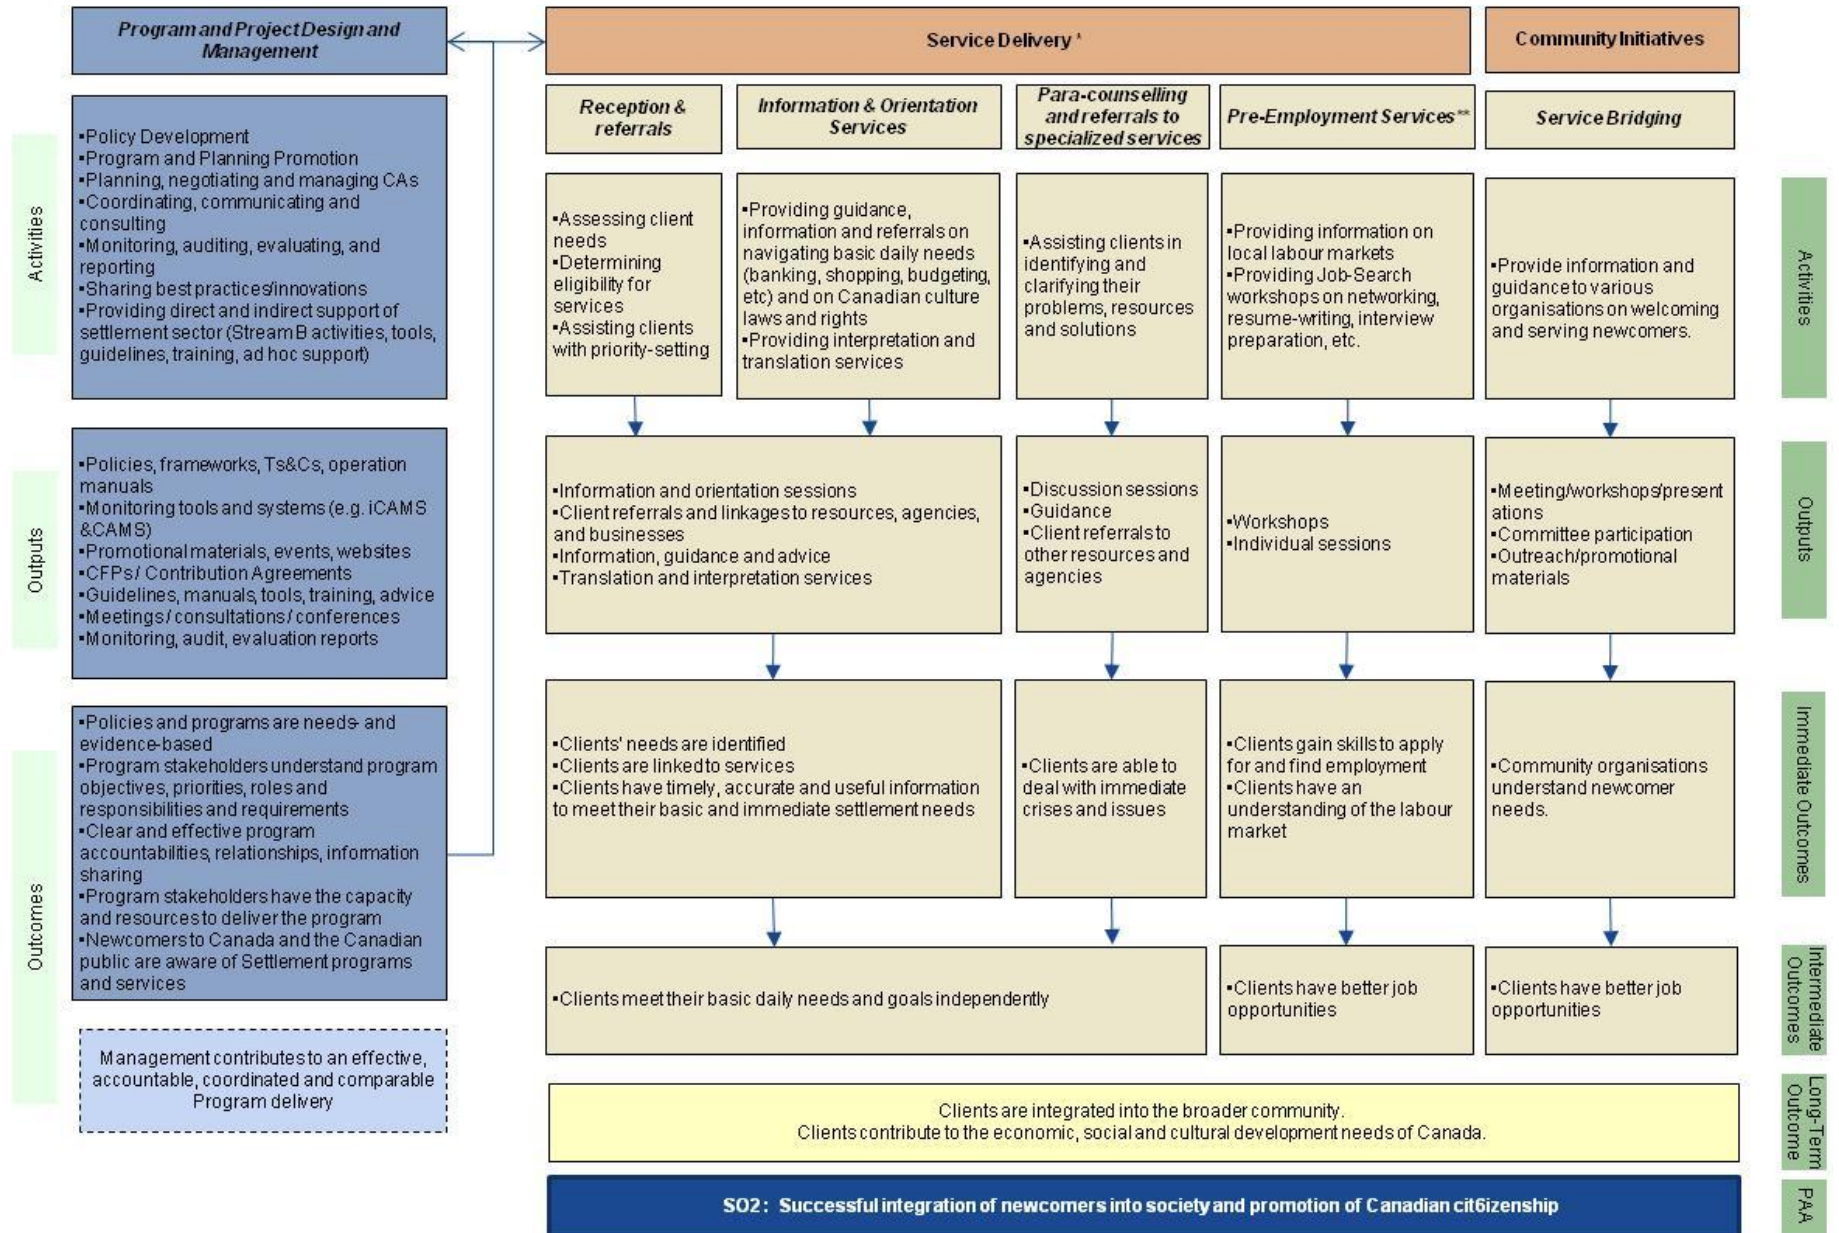 Program and Project Design and
Management
Service Delivery *
Community Initiatives
Reception &
referrals
Information & Orientation
Services
Para-counselling
and referrals to
specialized services
Pre-Employment Services**
Service Bridging
Activities
▪Policy Development
▪Program and Planning Promotion
▪Planning, negotiating and managing CAs
▪Coordinating, communicating and
consulting
▪Monitoring, auditing, evaluating, and
reporting
▪Sharing best practices/innovations
▪Providing direct and indirect support of
settlement sector (Stream B activities, tools,
guidelines, training, ad hoc support)
▪Assessing client
needs
▪Determining
eligibility for
services
▪Assisting clients
with priority-setting
▪Providing guidance,
information and referrals on
navigating basic daily needs
(banking, shopping, budgeting,
etc) and on Canadian culture
laws and rights
▪Providing interpretation and
translation services
▪Assisting clients in
identifying and
clarifying their
problems, resources
and solutions
▪Providing information on
local labour markets
▪Providing Job-Search
workshops on networking,
resume-writing, interview
preparation, etc.
▪Provide information and
guidance to various
organisations on welcoming
and serving newcomers.
Activities
Outputs
▪Policies, frameworks, Ts&Cs, operation
manuals
▪Monitoring tools and systems (e.g. iCAMS
&CAMS)
▪Promotional materials, events, websites
▪CFPs / Contribution Agreements
▪Guidelines, manuals, tools, training, advice
▪Meetings / consultations / conferences
▪Monitoring, audit, evaluation reports
▪Information and orientation sessions
▪Client referrals and linkages to resources, agencies,
and businesses
▪Information, guidance and advice
▪Translation and interpretation services
▪Discussion sessions
▪Guidance
▪Client referrals to
other resources and
agencies
▪Workshops
▪Individual sessions
▪Meeting/workshops/present
ations
▪Committee participation
▪Outreach/promotional
materials
Outputs
Outcomes
▪Policies and programs are needs- and
evidence-based
▪Program stakeholders understand program
objectives, priorities, roles and
responsibilities and requirements
▪Clear and effective program
accountabilities, relationships, information
sharing
▪Program stakeholders have the capacity
and resources to deliver the program
▪Newcomers to Canada and the Canadian
public are aware of Settlement programs
and services
Management contributes to an effective,
accountable, coordinated and comparable
Program delivery
▪Clients' needs are identified
▪Clients are linked to services
▪Clients have timely, accurate and useful information
to meet their basic and immediate settlement needs
▪Clients are able to
deal with immediate
crises and issues
▪Clients gain skills to apply
for and find employment
▪Clients have an
understanding of the labour
market
▪Community organisations
understand newcomer
needs.
Immediate Outcomes
▪Clients meet their basic daily needs and goals independently
▪Clients have better job
opportunities
▪Clients have better job
opportunities
Intermediate
Outcomes
Clients are integrated into the broader community.
Clients contribute to the economic, social and cultural development needs of Canada.
Long-Term
Outcome
SO2: Successful integration of newcomers into society and promotion of Canadian cit6izenship
PAA